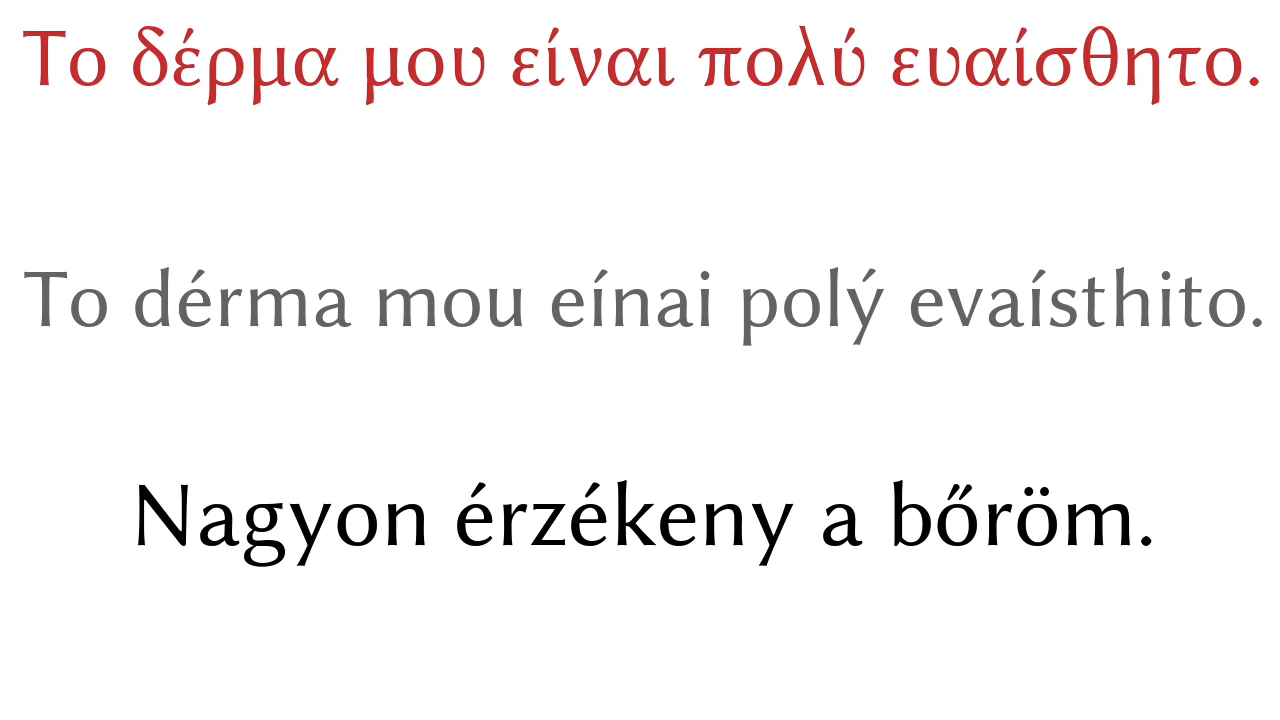 Το δέρμα μου είναι πολύ ευαίσθητο.
To dérma mou eínai polý evaísthito.
Nagyon érzékeny a bőröm.